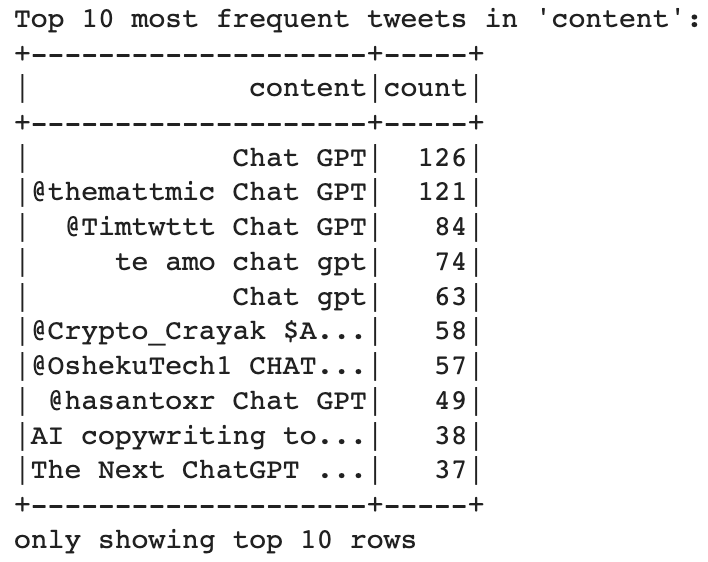 Top 10 most frequent tweets in 'content':
+--------------------+-----+
|             content|count|
+--------------------+-----+
|            Chat GPT|  126|
|@themattmic Chat GPT|  121|
|  @Timtwttt Chat GPT|   84|
|     te amo chat gpt|   74|
|            Chat gpt|   63|
|@Crypto_Crayak $A...|   58|
|@OshekuTech1 CHAT...|   57|
| @hasantoxr Chat GPT|   49|
|AI copywriting to...|   38|
|The Next ChatGPT ...|   37|
+--------------------+-----+
only showing top 10 rows